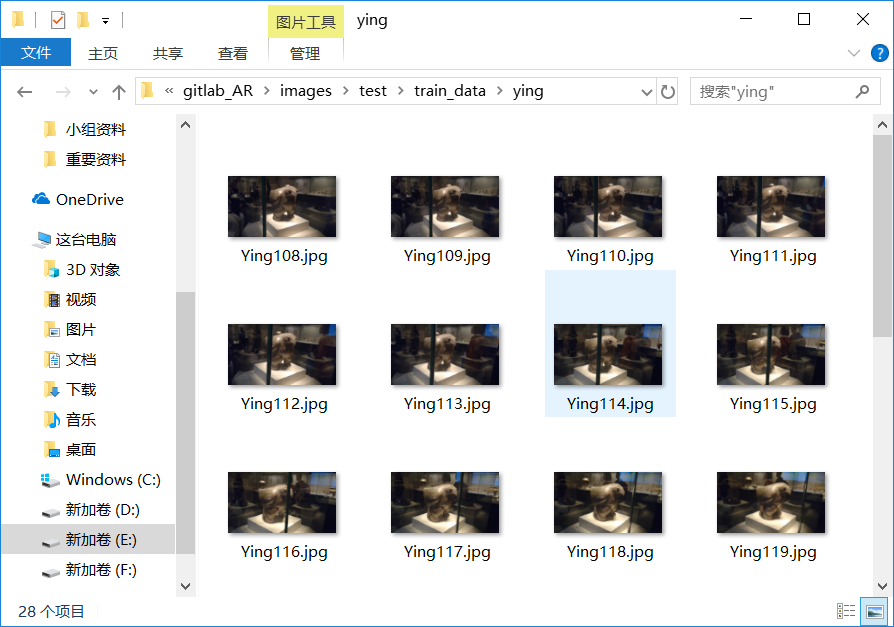 图片工具 ying
文件 主页 共享 查看 管理
« gitlab_AR > images > test > train_data > ying
搜索"ying"
小组资料
重要资料
OneDrive
这台电脑
3D 对象
视频
图片
文档
下载
音乐
桌面
Windows (C:)
新加卷 (D:)
新加卷 (E:)
新加卷 (F:)
Ying108.jpg Ying109.jpg Ying110.jpg Ying111.jpg
Ying112.jpg Ying113.jpg Ying114.jpg Ying115.jpg
Ying116.jpg Ying117.jpg Ying118.jpg Ying119.jpg
28 个项目